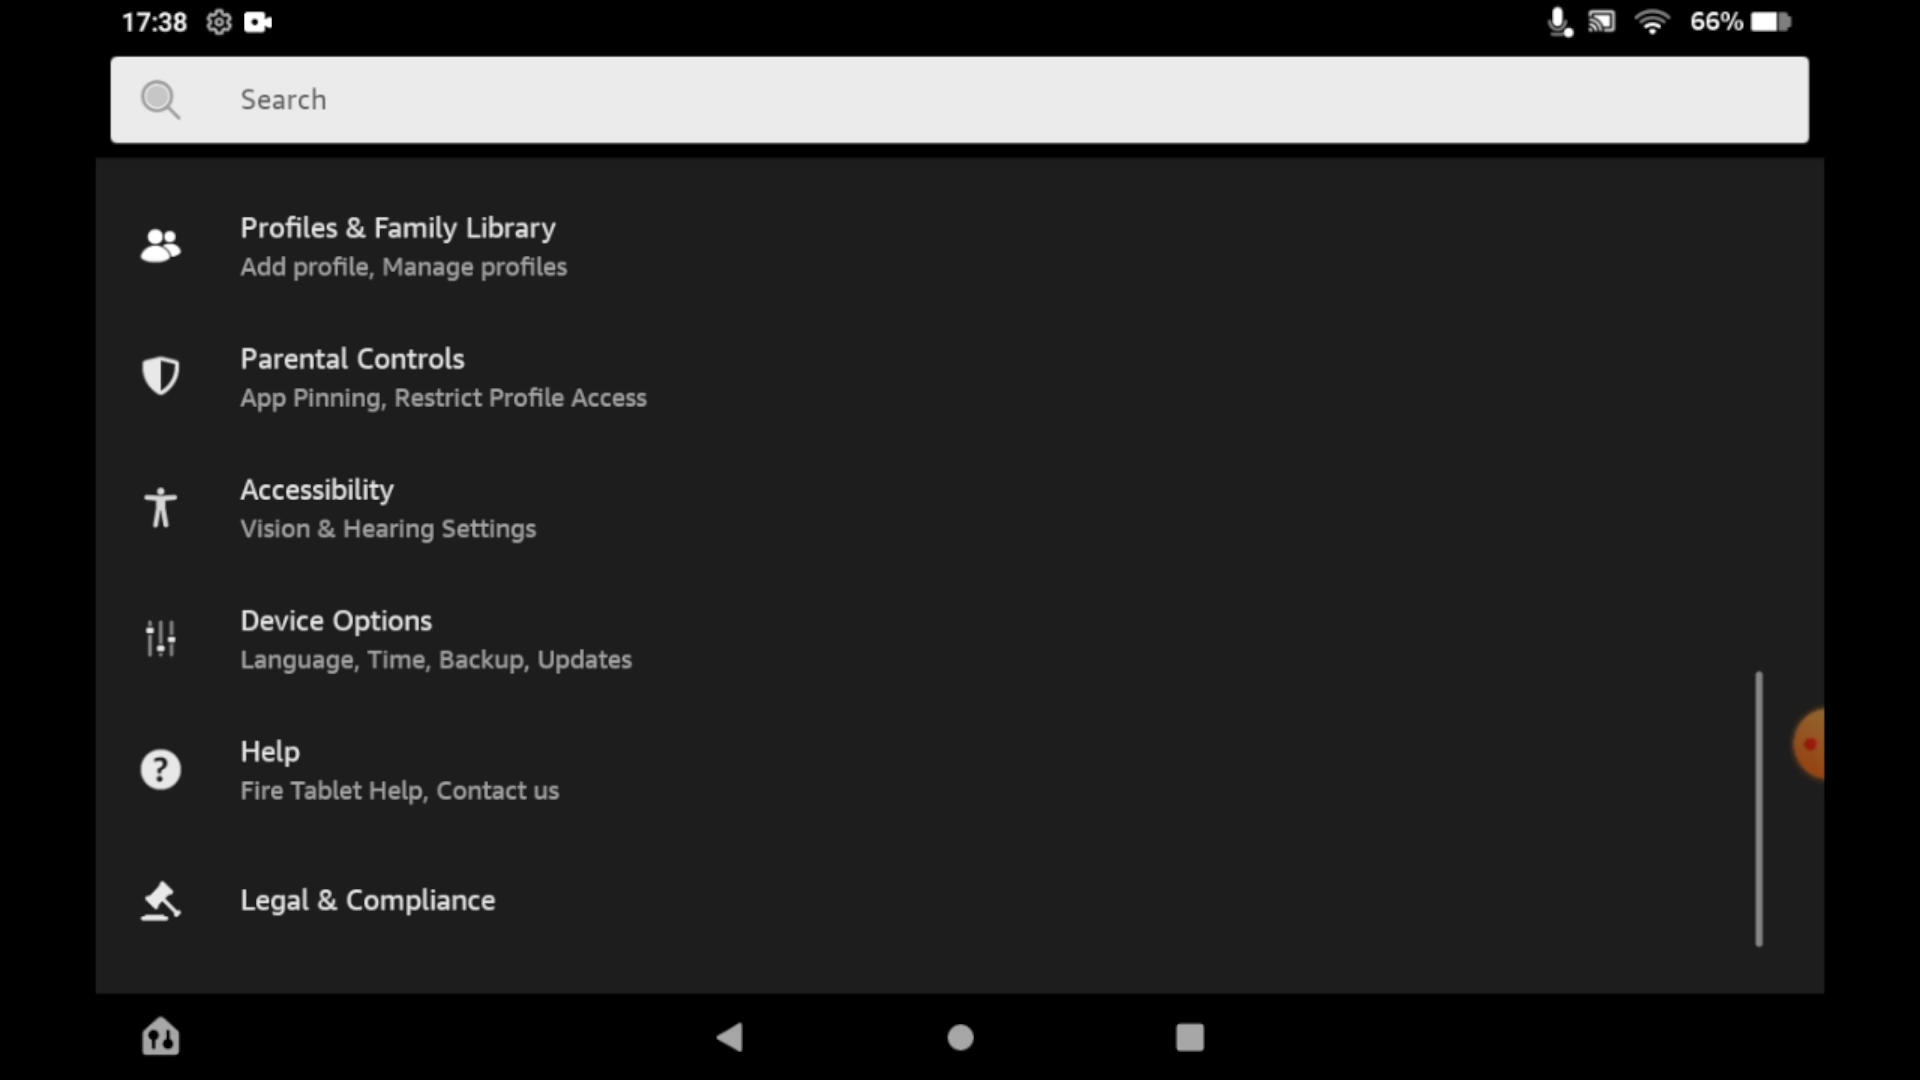 17:38
66%
Search
Profiles & Family Library
Add profile, Manage profiles
Parental Controls
App Pinning, Restrict Profile Access
Accessibility
Vision & Hearing Settings
Device Options
Language, Time, Backup, Updates
?
Help
Fire Tablet Help, Contact us
Legal & Compliance